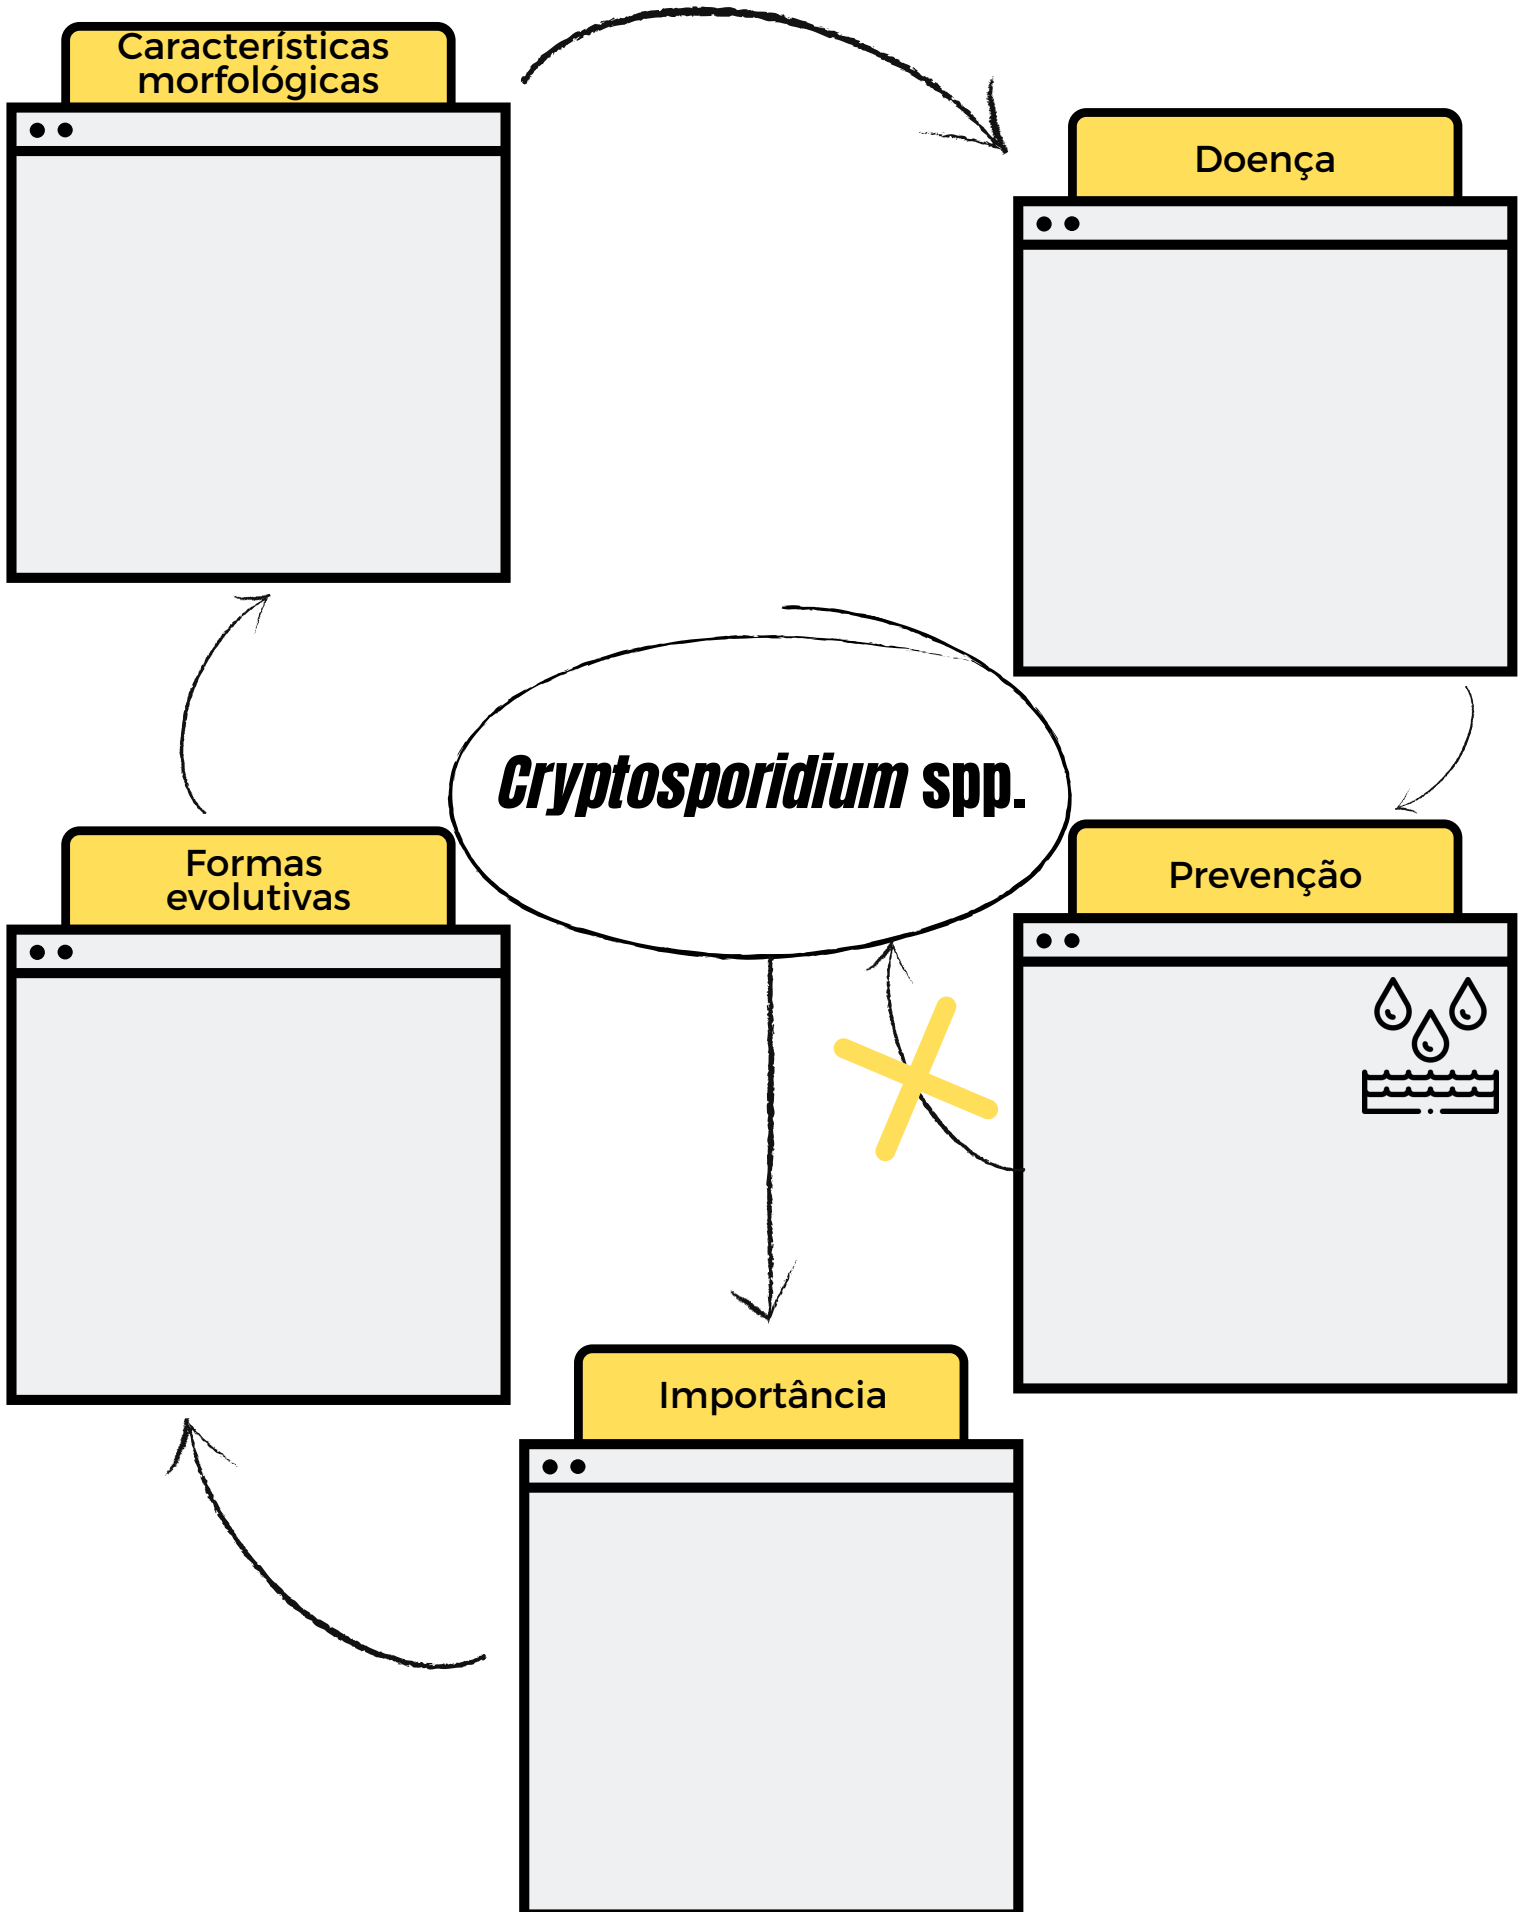 Características
morfológicas
Doença
Cryptosporidium spp.
Formas
evolutivas
Prevenção
Importância